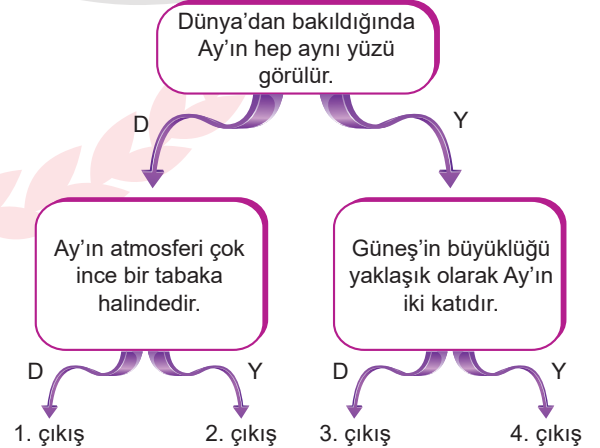 Dünya'dan bakıldığında
Ay'ın hep aynı yüzü
görülür.
D
Y
Ay'ın atmosferi çok
ince bir tabaka
halindedir.
Güneş'in büyüklüğü
yaklaşık olarak Ay'ın
iki katıdır.
D
Y
D
Y
1. çıkış
2. çıkış
3. çıkış
4. çıkış